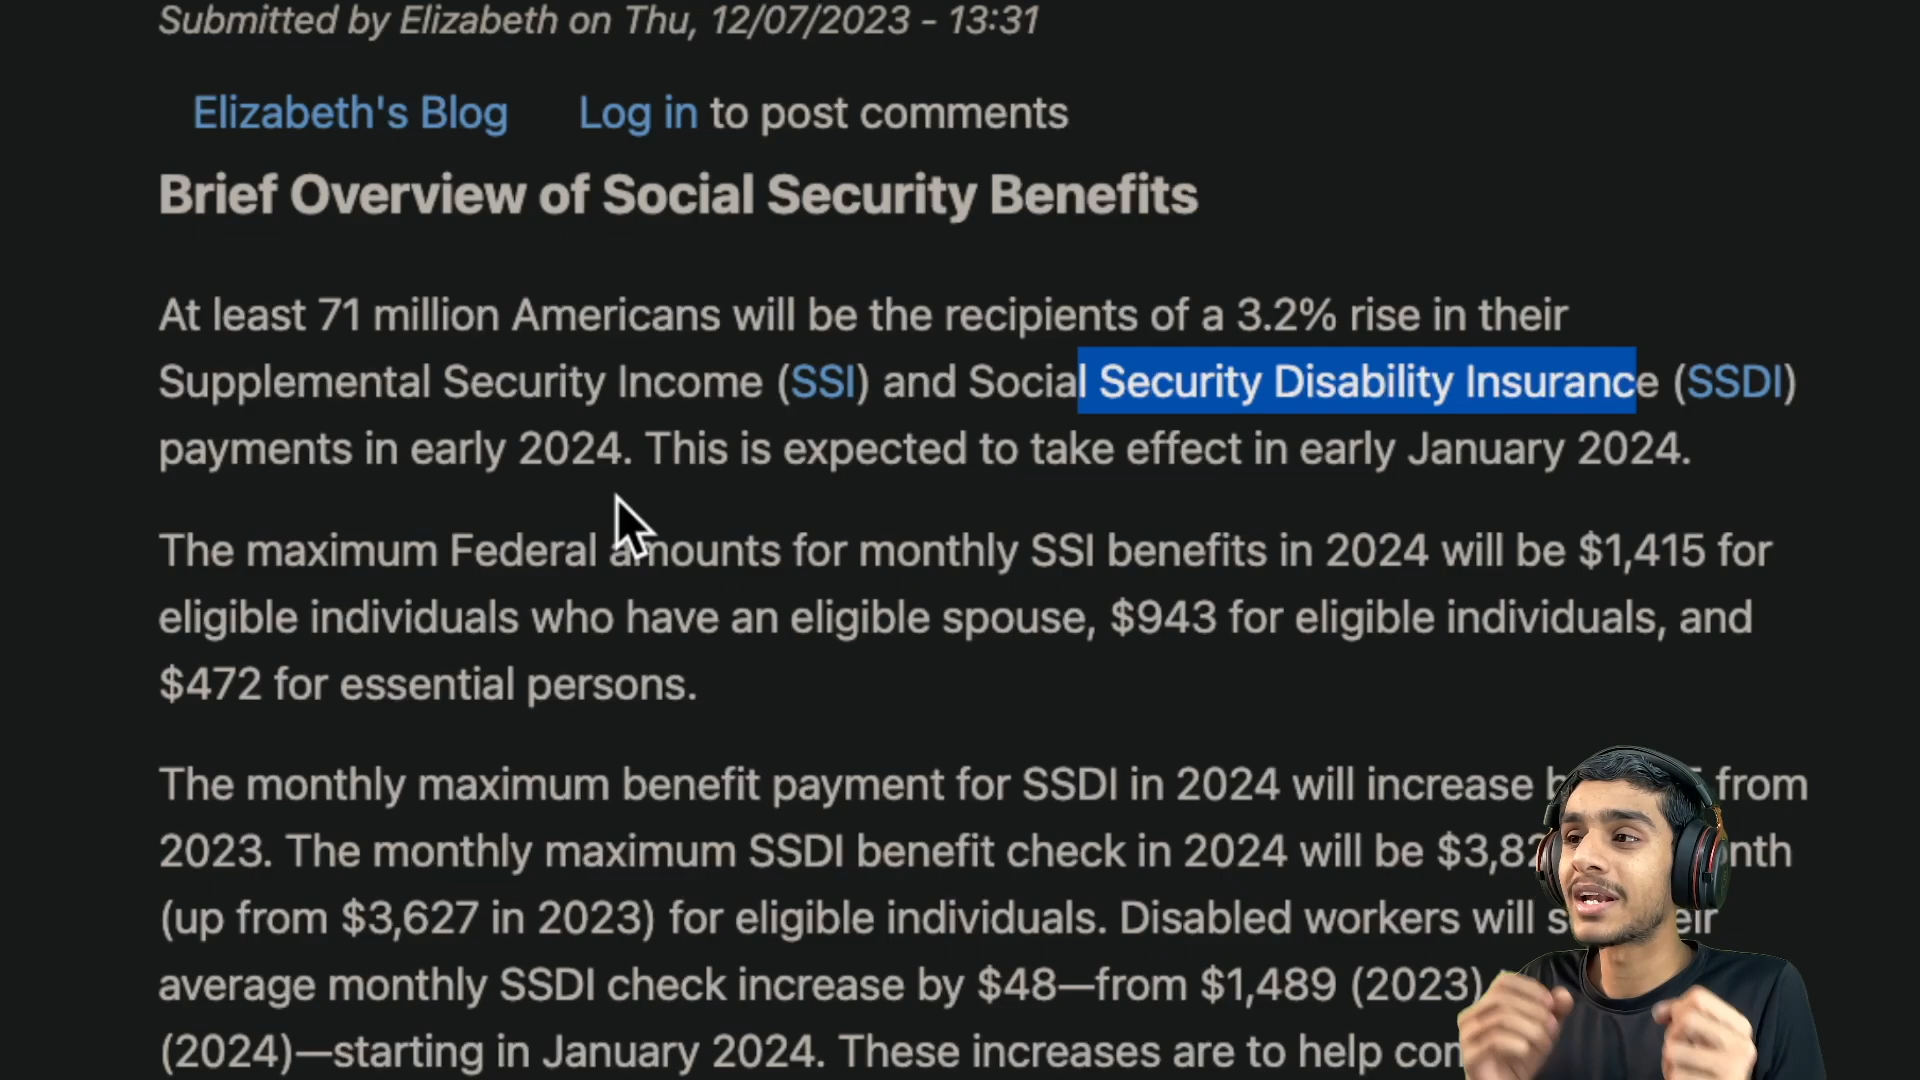 Submitted by Elizabeth on Thu, 12/07/2023 - 13:31
Elizabeth's Blog Log in to post comments
Brief Overview of Social Security Benefits
At least 71 million Americans will be the recipients of a 3.2% rise in their
Supplemental Security Income (SSI) and Social Security Disability Insurance (SSDI)
payments in early 2024. This is expected to take effect in early January 2024.
The maximum Federal amounts for monthly SSI benefits in 2024 will be $1,415 for
eligible individuals who have an eligible spouse, $943 for eligible individuals, and
$472 for essential persons.
The monthly maximum benefit payment for SSDI in 2024 will increase from
2023. The monthly maximum SSDI benefit check in 2024 will be
(up from $3,627 in 2023) for eligible individuals. Disabled workers will
average monthly SSDI check increase by $48—from $1,489 (2023)
(2024)—starting in January 2024. These increases are to help